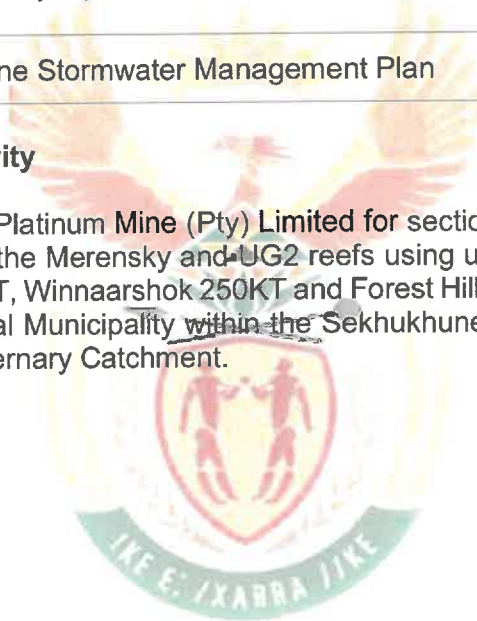 ne Stormwater Management Plan
ity
Platinum Mine (Pty) Limited for sectio
the Merensky and UG2 reefs using u
T, Winnaarshok 250KT and Forest Hill
al Municipality within the Sekhukhune
ernary Catchment.
!KE E: /XARRA //KE